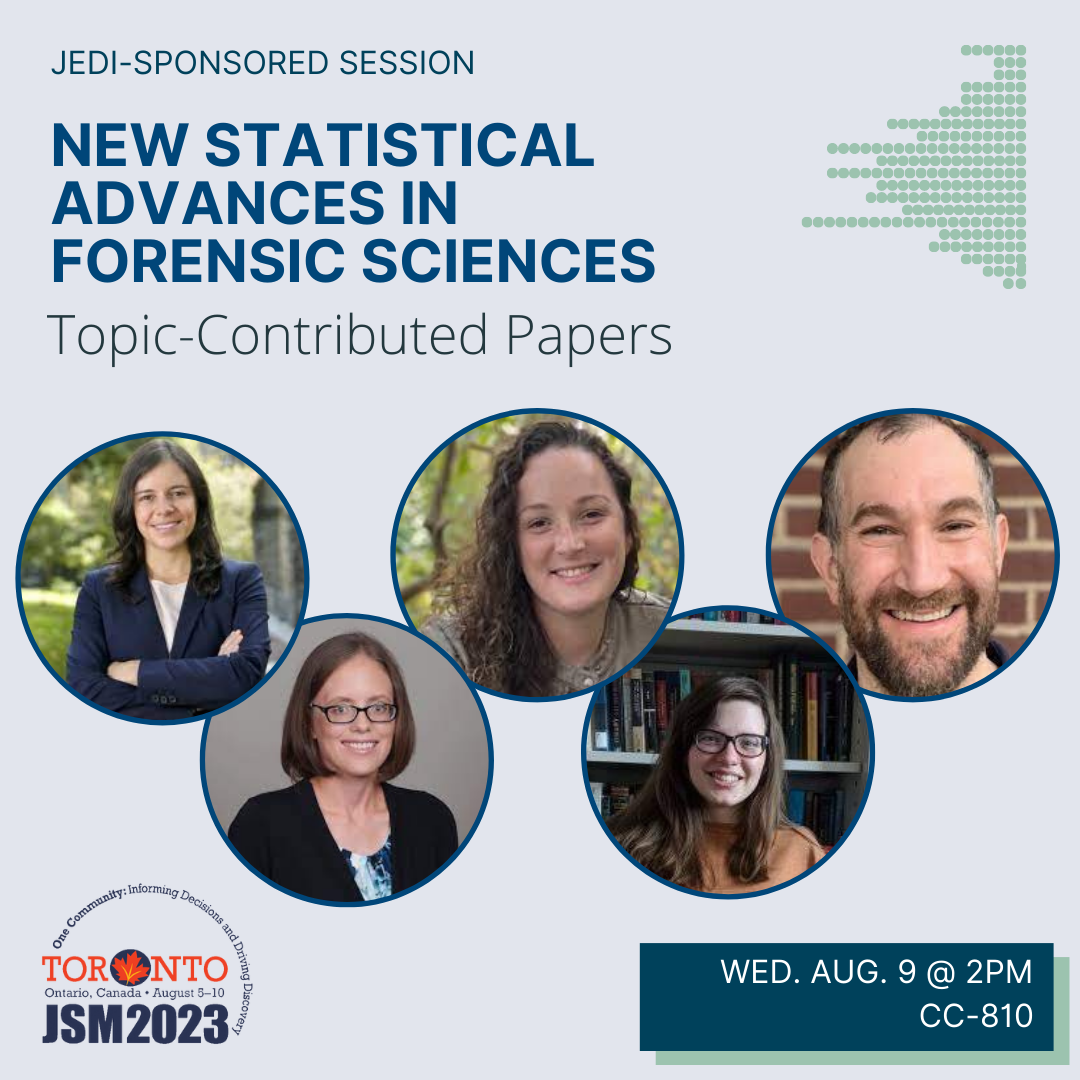 JEDI-SPONSORED SESSION
NEW STATISTICAL
ADVANCES IN
FORENSIC SCIENCES
Topic-Contributed Papers
One Community: Informing Decisions and Driving Discovery
TORONTO
Ontario, Canada • August 5–10
JSM2023
WED. AUG. 9 @ 2PM
CC-810